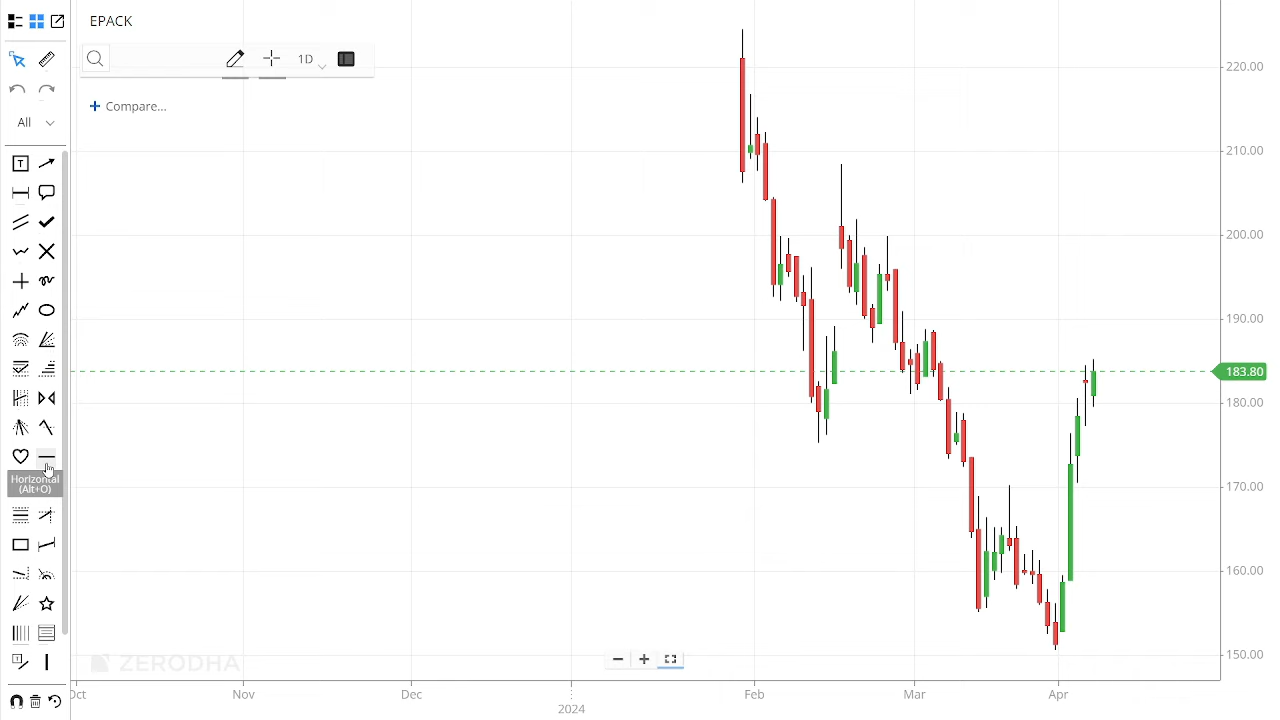 EPACK
1D
+ Compare...
All
T
Horizontal
(Alt+O)
220.00
210.00
200.00
190.00
183.80
180.00
170.00
160.00
150.00
ZERODHA
Oct
Nov
Dec
2024
Feb
Mar
Apr